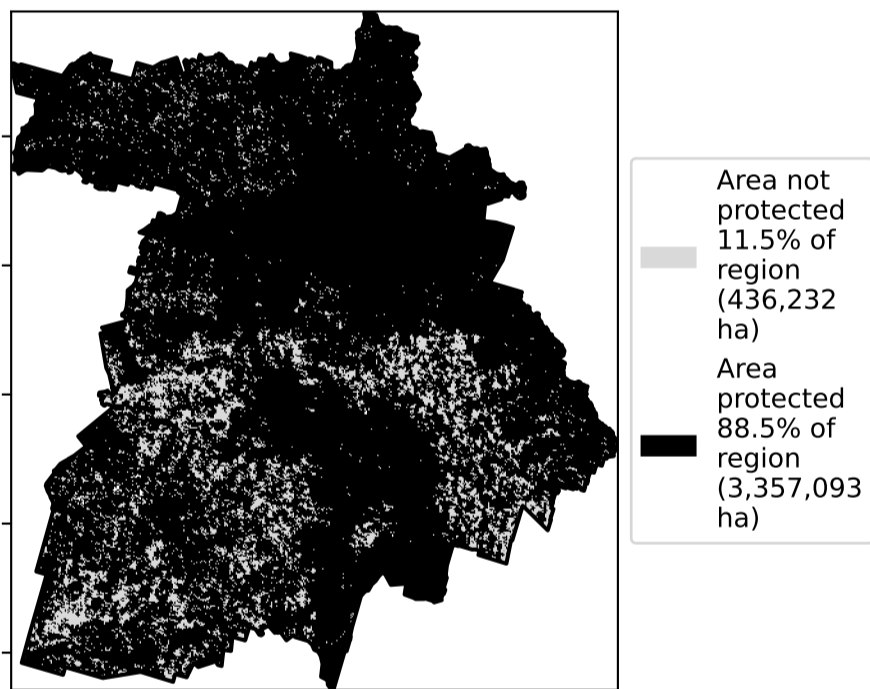 Area not
protected
11.5% of
region
(436,232
ha)
Area
protected
88.5% of
region
(3,357,093
ha)